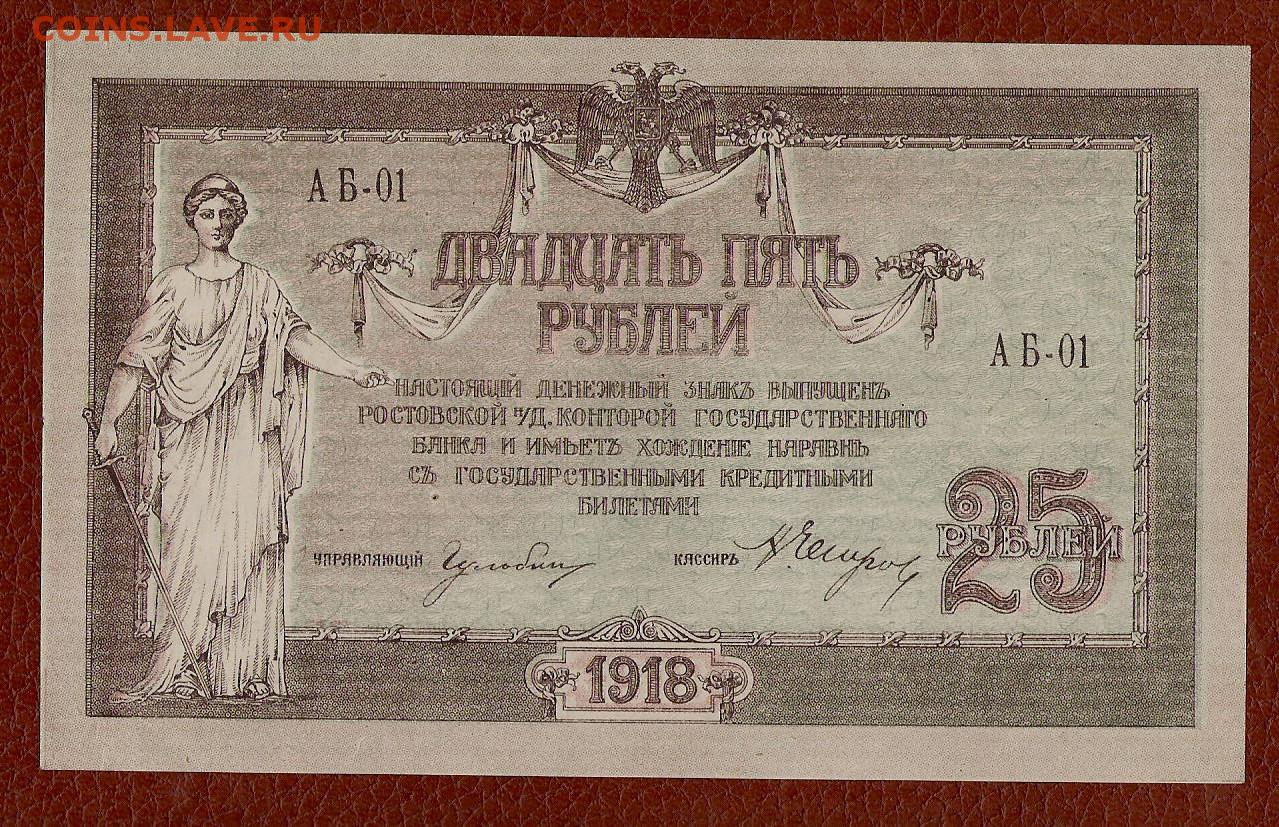 COINS.LAVE.RU
АБ-01
ДВАДЦАТЬ ПЯТЬ
РУБЛЕЙ
АБ-01
НАСТОЯЩІЙ ДЕНЕЖНЫЙ ЗНАКЪ ВЫПУЩЕНЪ
РОСТОВСКОЙ Н/Д. КОНТОРОЙ ГОСУДАРСТВЕННАГО
БАНКА И ИМѢЕТЪ ХОЖДЕНІЕ НАРАВНѢ
СЪ ГОСУДАРСТВЕННЫМИ КРЕДИТНЫМИ
БИЛЕТАМИ
25
РУБЛЕЙ
УПРАВЛЯЮЩІЙ КАССИРЪ
1918